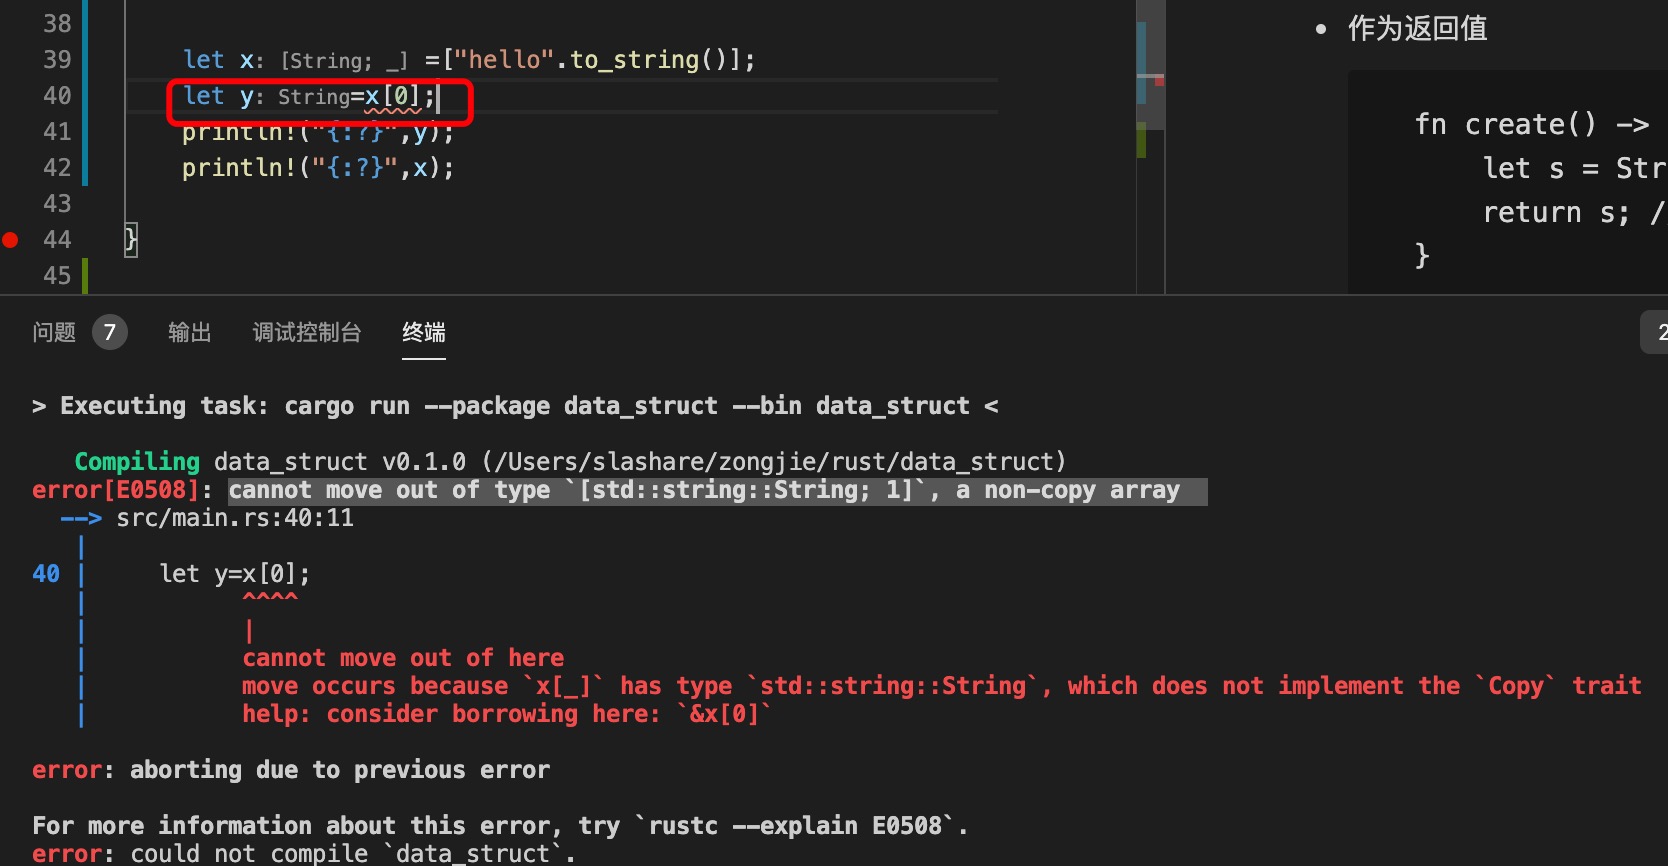 38
39 let x: [String; _] =["hello".to_string()];
40 let y: String=x[0];
41 println!("{:?}",y);
42 println!("{:?}",x);
43
44 }
45
• 作为返回值
fn create() ->
let s = Str
return s; /
}
问题 7 输出 调试控制台 终端
2
> Executing task: cargo run --package data_struct --bin data_struct <
Compiling data_struct v0.1.0 (/Users/slashare/zongjie/rust/data_struct)
error[E0508]: cannot move out of type `[std::string::String; 1]`, a non-copy array
--> src/main.rs:40:11
|
40 | let y=x[0];
| ^^^^
| |
| cannot move out of here
| move occurs because `x[_]` has type `std::string::String`, which does not implement the `Copy` trait
| help: consider borrowing here: `&x[0]`
error: aborting due to previous error
For more information about this error, try `rustc --explain E0508`.
error: could not compile `data_struct`.